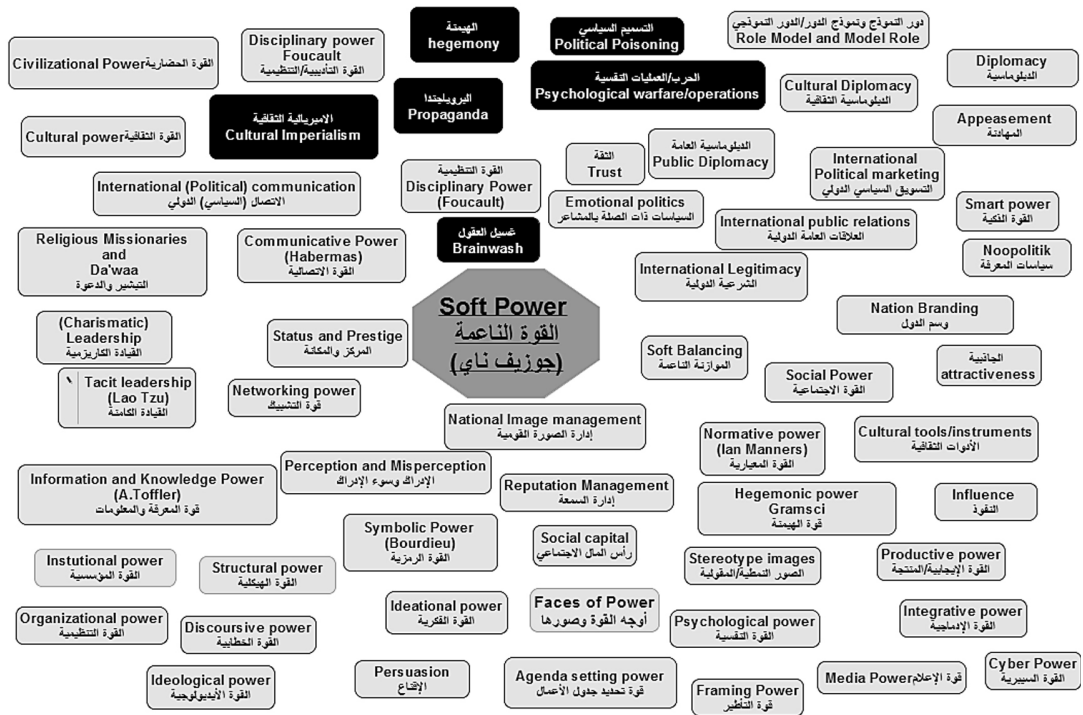 الهيمنة
hegemony
التسميم السياسي
Political Poisoning
دور النموذج ونموذج الدور/الدور النموذجي
Role Model and Model Role
Civilizational Power القوة الحضارية
Disciplinary power
Foucault
القوة التأديبية/التنظيمية
الحرب/العمليات النفسية
Psychological warfare/operations
Diplomacy
الدبلوماسية
Cultural Diplomacy
الدبلوماسية الثقافية
البروباجندا
Propaganda
الامبريالية الثقافية
Cultural Imperialism
Appeasement
المهادنة
Cultural power القوة الثقافية
الدبلوماسية العامة
Public Diplomacy
الثقة
Trust
International
Political marketing
التسويق السياسي الدولي
القوة التنظيمية
Disciplinary Power
(Foucault)
International (Political) communication
الاتصال (السياسي) الدولي
Emotional politics
السياسات ذات الصلة بالمشاعر
Smart power
القوة الذكية
International public relations
العلاقات العامة الدولية
غسيل العقول
Brainwash
Religious Missionaries
and
Da'waa
التبشير والدعوة
Communicative Power
(Habermas)
القوة الاتصالية
Noopolitik
سياسات المعرفة
International Legitimacy
الشرعية الدولية
Soft Power
القوة الناعمة
(جوزيف ناي)
Nation Branding
وسم الدول
(Charismatic)
Leadership
القيادة الكاريزمية
Status and Prestige
المركز والمكانة
Soft Balancing
الموازنة الناعمة
الجاذبية
attractiveness
Social Power
القوة الاجتماعية
Tacit leadership
(Lao Tzu)
القيادة الكامنة
Networking power
قوة التشبيك
National Image management
إدارة الصورة القومية
Normative power
(Ian Manners)
القوة المعيارية
Cultural tools/instruments
الأدوات الثقافية
Perception and Misperception
الإدراك وسوء الإدراك
Information and Knowledge Power
(A.Toffler)
قوة المعرفة والمعلومات
Reputation Management
إدارة السمعة
Hegemonic power
Gramsci
قوة الهيمنة
Influence
النفوذ
Symbolic Power
(Bourdieu)
القوة الرمزية
Social capital
رأس المال الاجتماعي
Stereotype images
الصور النمطية/المقولبة
Productive power
القوة الإيجابية/المنتجة
Instutional power
القوة المؤسسية
Structural power
القوة الهيكلية
Ideational power
القوة الفكرية
Faces of Power
أوجه القوة وصورها
Organizational power
القوة التنظيمية
Discoursive power
القوة الخطابية
Psychological power
القوة النفسية
Integrative power
القوة الإدماجية
Ideological power
القوة الأيديولوجية
Persuasion
الإقناع
Agenda setting power
قوة تحديد جدول الأعمال
Framing Power
قوة التأطير
Media Power قوة الإعلام
Cyber Power
القوة السيبرية